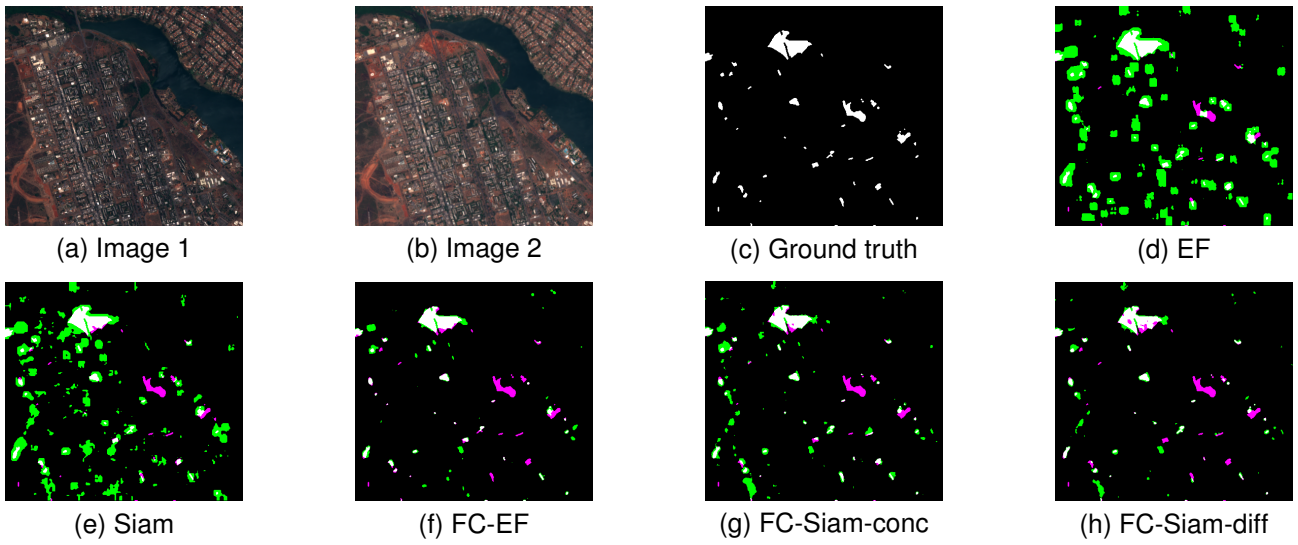 (a) Image 1
(b) Image 2
(c) Ground truth
(d) EF
(e) Siam
(f) FC-EF
(g) FC-Siam-conc
(h) FC-Siam-diff